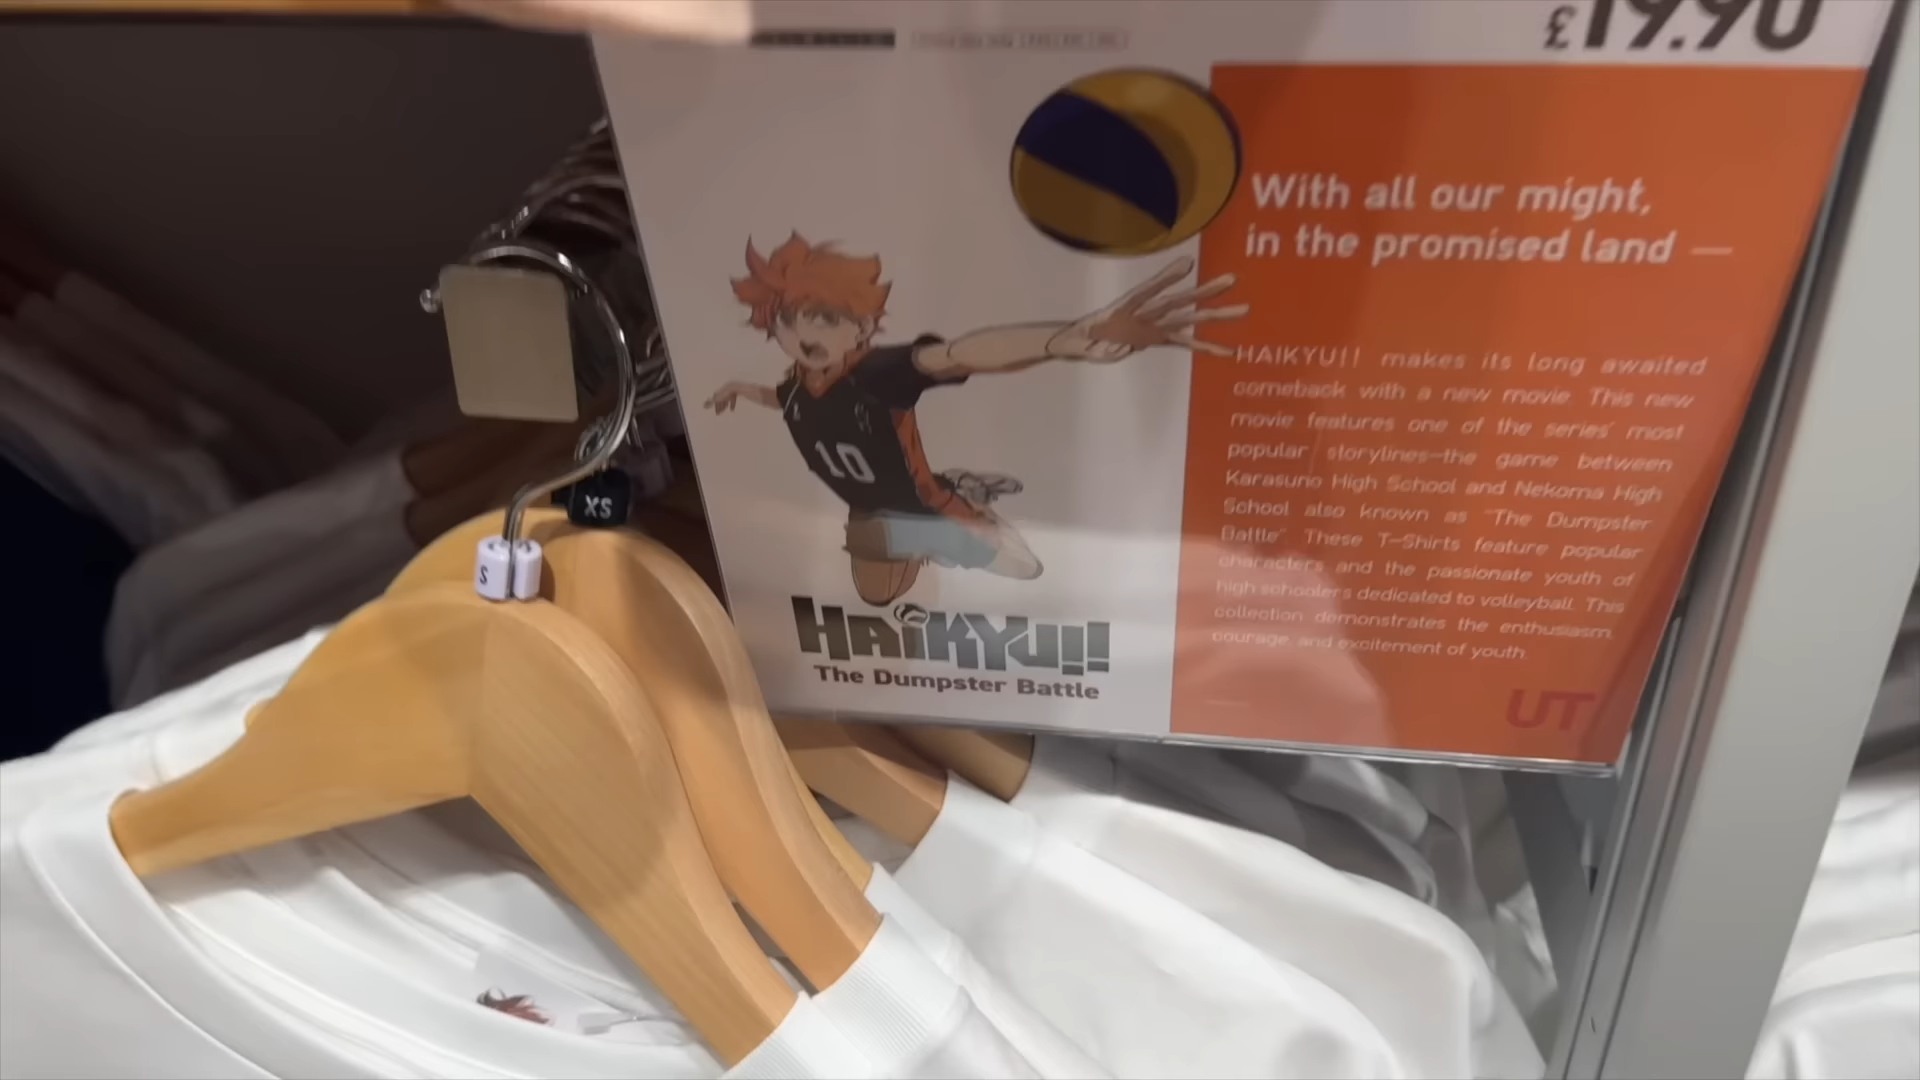 £19.90
With all our might,
in the promised land —
HAIKYU!! makes its long awaited
comeback with a new movie. This new
movie features one of the series' most
popular storylines—the game between
Karasuno High School and Nekoma High
School also known as "The Dumpster
Battle". These T-Shirts feature popular
characters and the passionate youth of
high schoolers dedicated to volleyball. This
collection demonstrates the enthusiasm,
courage, and excitement of youth.
UT
10
HAIKYU!!
The Dumpster Battle
XS
S